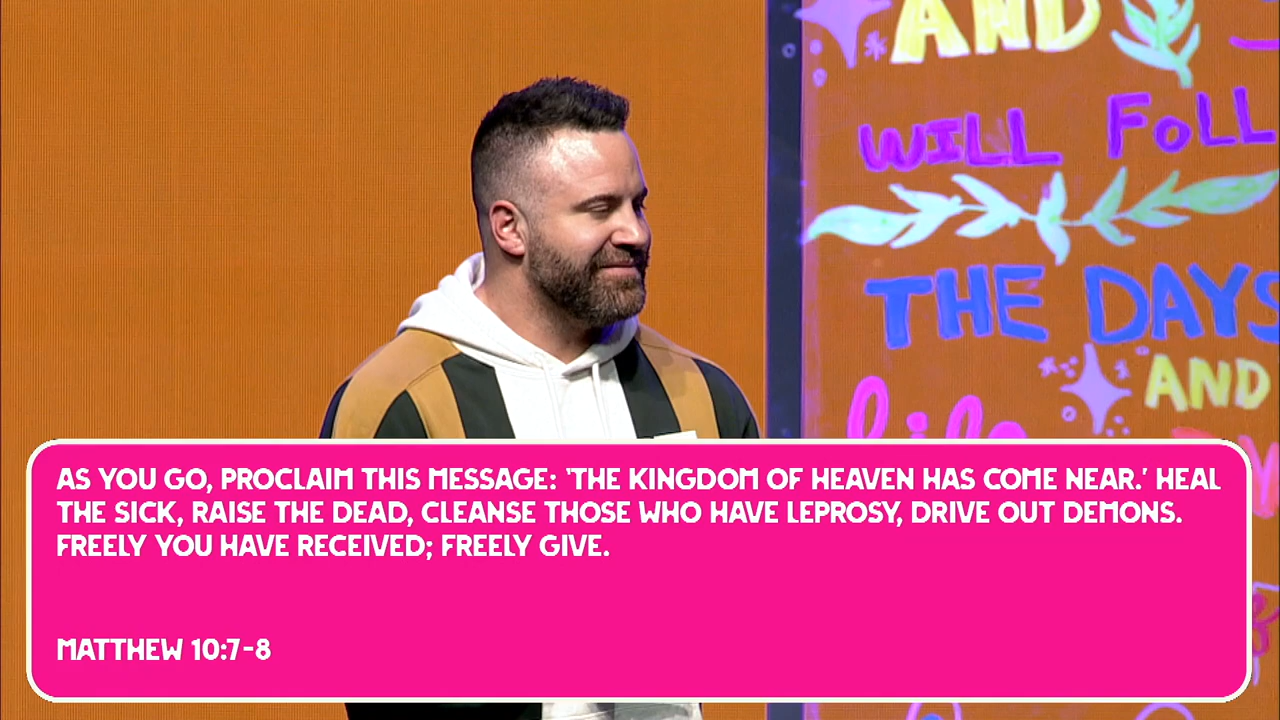 AND
WILL FOLL
THE DAYS
AND
life
AS YOU GO, PROCLAIM THIS MESSAGE: 'THE KINGDOM OF HEAVEN HAS COME NEAR.' HEAL
THE SICK, RAISE THE DEAD, CLEANSE THOSE WHO HAVE LEPROSY, DRIVE OUT DEMONS.
FREELY YOU HAVE RECEIVED; FREELY GIVE.
MATTHEW 10:7-8